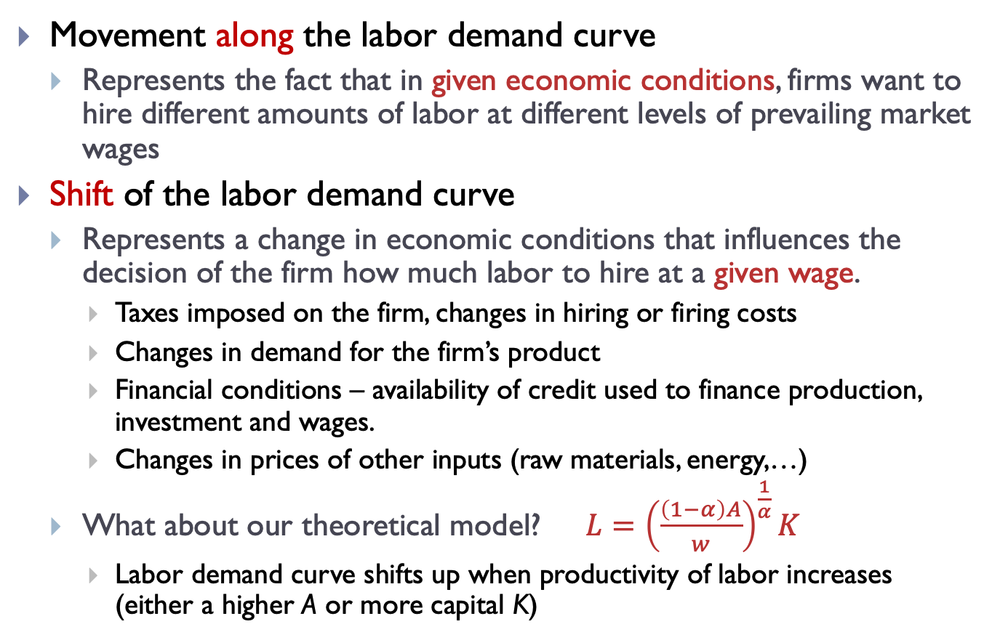 Movement along the labor demand curve
Represents the fact that in given economic conditions, firms want to
hire different amounts of labor at different levels of prevailing market
wages
Shift of the labor demand curve
Represents a change in economic conditions that influences the
decision of the firm how much labor to hire at a given wage.
Taxes imposed on the firm, changes in hiring or firing costs
Changes in demand for the firm's product
Financial conditions – availability of credit used to finance production,
investment and wages.
Changes in prices of other inputs (raw materials, energy,…)
What about our theoretical model? L = ((1−α)A / w)^(1/α) K
Labor demand curve shifts up when productivity of labor increases
(either a higher A or more capital K)